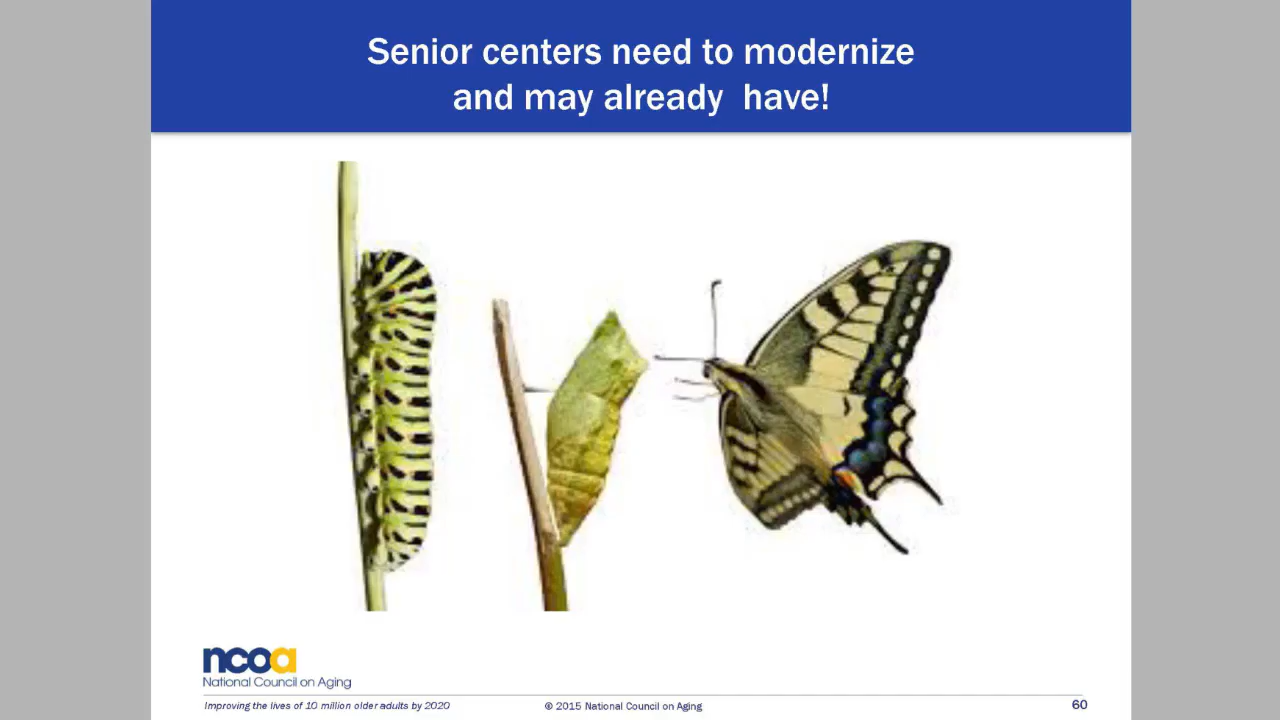 Senior centers need to modernize
and may already  have!
ncoa
National Council on Aging
Improving the lives of 10 million older adults by 2020
© 2015 National Council on Aging
60